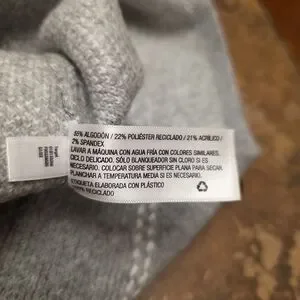 55% ALGODÓN / 22% POLIÉSTER RECICLADO / 21% ACRÍLICO /
2% SPANDEX
LAVAR A MÁQUINA CON AGUA FRÍA CON COLORES SIMILARES.
CICLO DELICADO. SÓLO BLANQUEADOR SIN CLORO SI ES
NECESARIO. COLOCAR SOBRE SUPERFICIE PLANA PARA SEGAR.
PLANCHAR A TEMPERATURA MEDIA SI ES NECESARIO.
ETIQUETA ELABORADA CON PLÁSTICO
100% RECICLADO